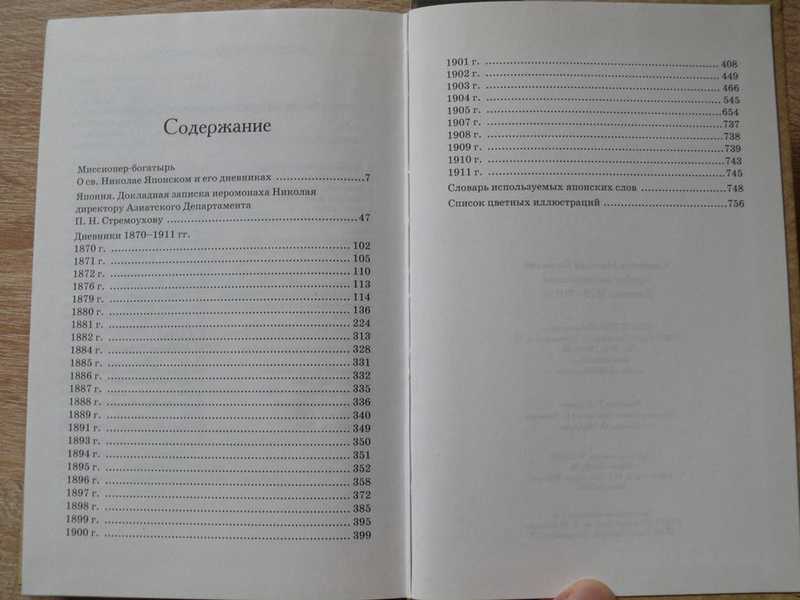 Содержание
Миссионер-богатырь
О св. Николае Японском и его дневниках ........................7
Япония. Докладная записка иеромонаха Николая
директору Азиатского Департамента
П. Н. Стремоухову ........................47
Дневники 1870–1911 гг.
1870 г. ........................ 102
1871 г. ........................ 105
1872 г. ........................ 110
1876 г. ........................ 113
1879 г. ........................ 114
1880 г. ........................ 136
1881 г. ........................ 224
1882 г. ........................ 313
1884 г. ........................ 328
1885 г. ........................ 331
1886 г. ........................ 332
1887 г. ........................ 335
1888 г. ........................ 336
1889 г. ........................ 340
1891 г. ........................ 349
1893 г. ........................ 350
1894 г. ........................ 351
1895 г. ........................ 352
1896 г. ........................ 358
1897 г. ........................ 372
1898 г. ........................ 385
1899 г. ........................ 395
1900 г. ........................ 399
1901 г. ........................ 408
1902 г. ........................ 449
1903 г. ........................ 466
1904 г. ........................ 545
1905 г. ........................ 654
1907 г. ........................ 737
1908 г. ........................ 738
1909 г. ........................ 739
1910 г. ........................ 743
1911 г. ........................ 745
Словарь используемых японских слов ........................ 748
Список цветных иллюстраций ........................ 756